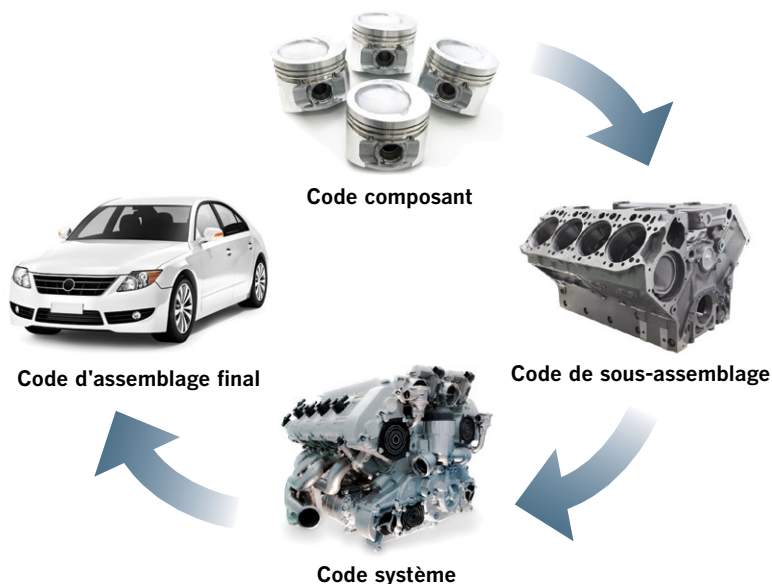 Code composant
Code de sous-assemblage
Code système
Code d'assemblage final